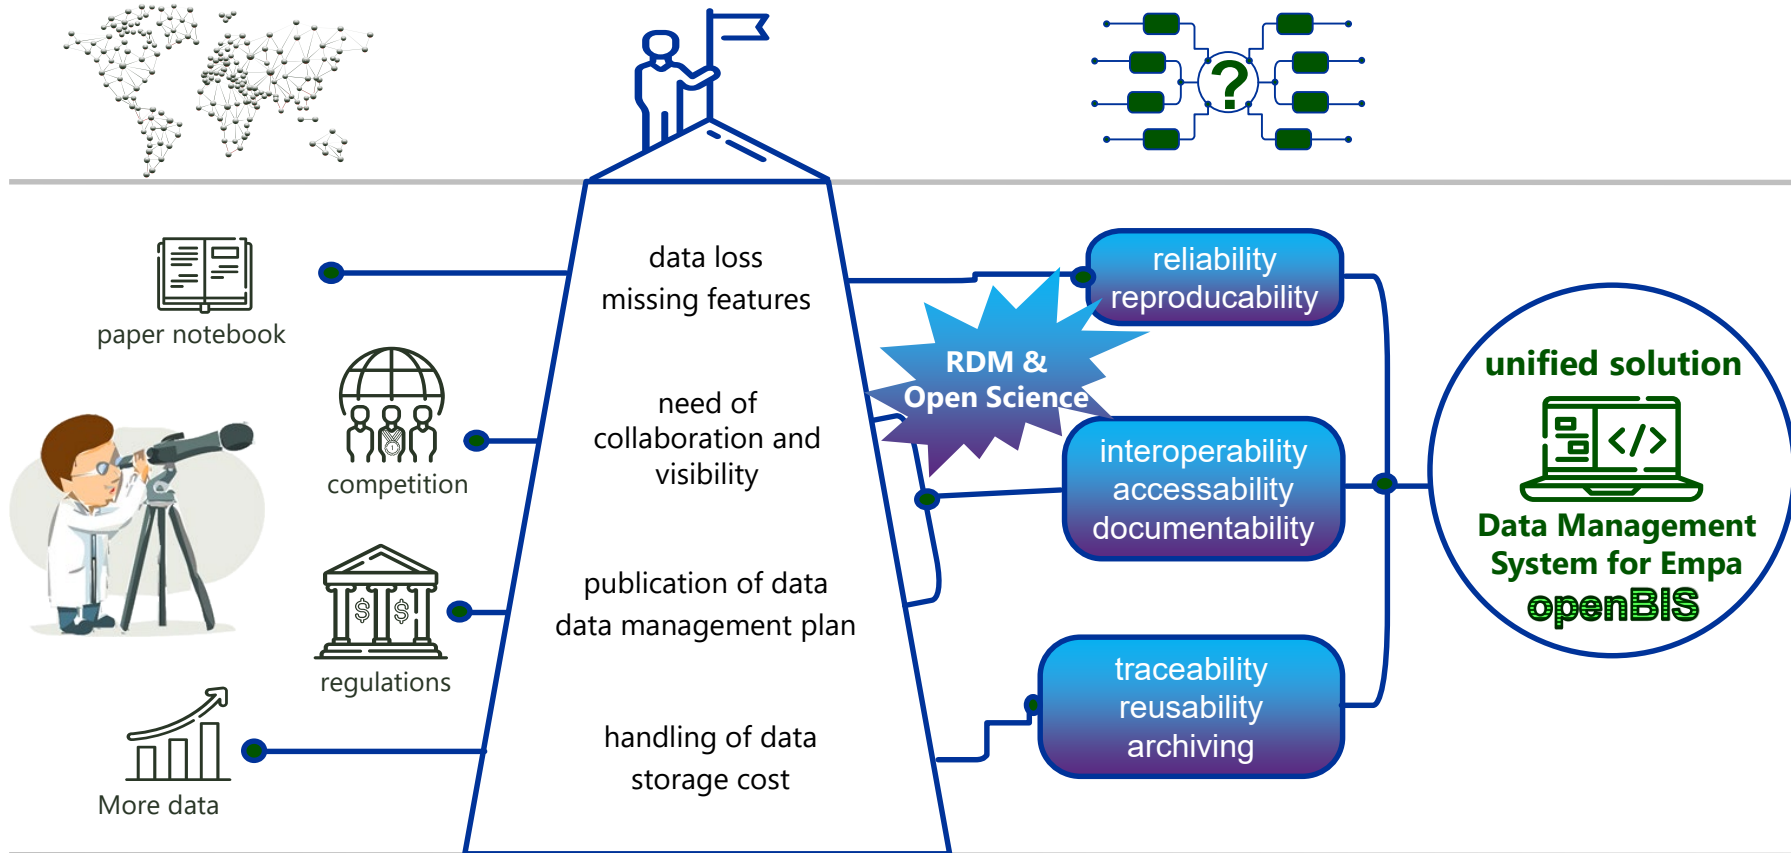 ?
paper notebook
competition
regulations
More data
data loss
missing features
need of
collaboration and
visibility
publication of data
data management plan
$ $
handling of data
storage cost
RDM &
Open Science
reliability
reproducability
interoperability
accessability
documentability
traceability
reusability
archiving
unified solution
</>
Data Management
System for Empa
openBIS